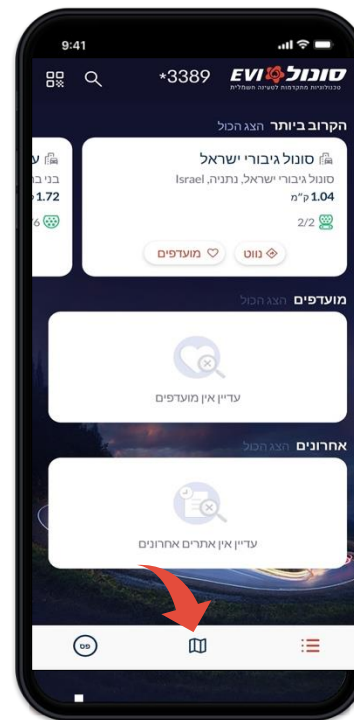 9:41
סונול EVI
טכנולוגיות מתקדמות לטעינה חשמלית
*3389
הקרוב ביותר הצג הכול
סונול גיבורי ישראל
סונול גיבורי ישראל, נתניה, Israel
1.04 ק"מ
2/2
נווט
מועדפים
1.72
מועדפים הצג הכול
עדיין אין מועדפים
אחרונים הצג הכול
עדיין אין אתרים אחרונים
פס